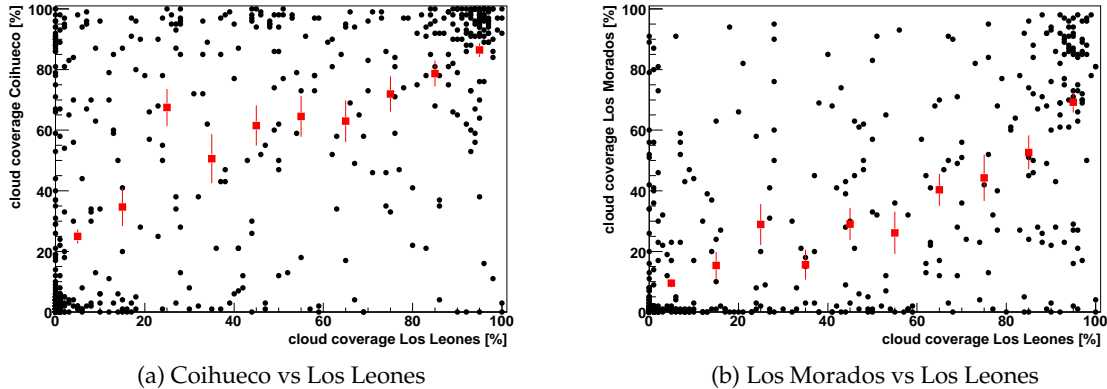 cloud coverage Coihueco [%]
100
80
60
40
20
0
0 20 40 60 80 100
cloud coverage Los Leones [%]
(a) Coihueco vs Los Leones
cloud coverage Los Morados [%]
100
80
60
40
20
0
0 20 40 60 80 100
cloud coverage Los Leones [%]
(b) Los Morados vs Los Leones